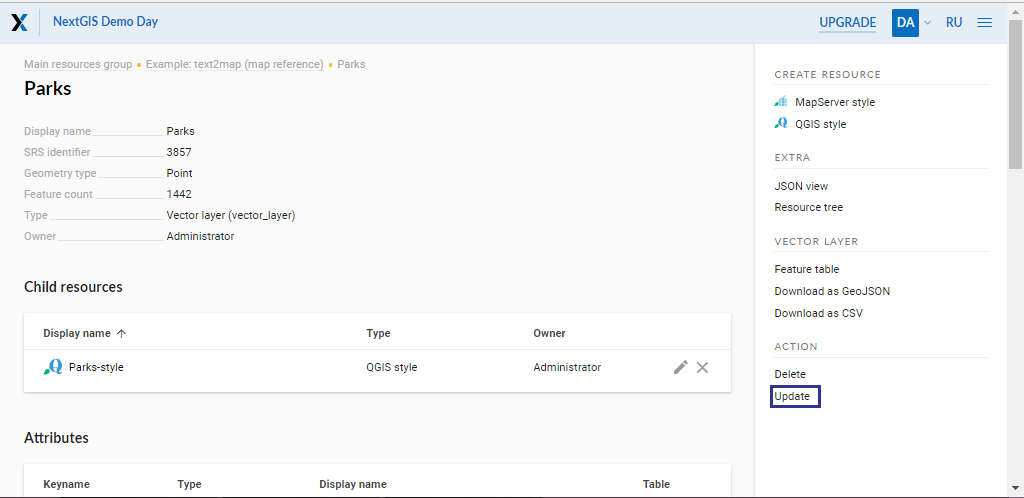 NextGIS Demo Day
UPGRADE DA RU
Main resources group • Example: text2map (map reference) • Parks
Parks
Display name Parks
SRS identifier 3857
Geometry type Point
Feature count 1442
Type Vector layer (vector_layer)
Owner Administrator
Child resources
Display name ↑ Type Owner
Parks-style QGIS style Administrator
Attributes
Keyname Type Display name Table
CREATE RESOURCE
MapServer style
QGIS style
EXTRA
JSON view
Resource tree
VECTOR LAYER
Feature table
Download as GeoJSON
Download as CSV
ACTION
Delete
Update